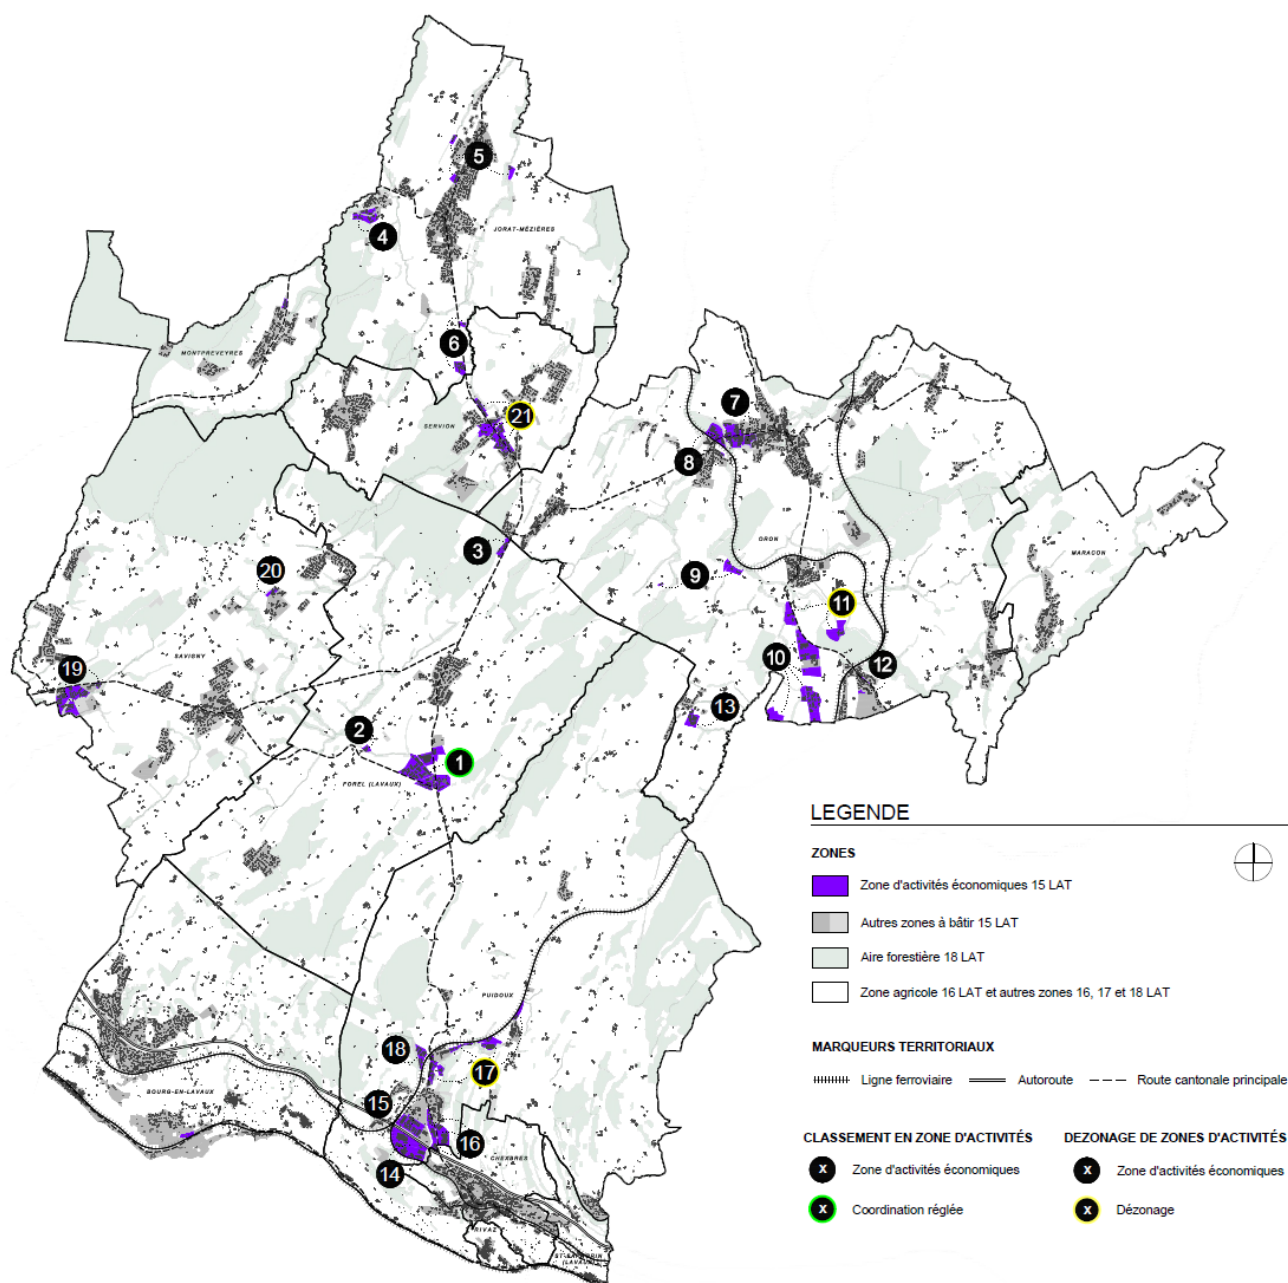 5
4
JORAT-MÉZIÈRES
6
MONTPREVEYRES
7
21
SERVION
8
3
ORON
MARACON
9
20
11
19
SAVIGNY
10
12
13
2
1
FOREL (LAVAUX)
PUIDOUX
18
17
BOURG-EN-LAVAUX
15
16
CHEXBRES
14
RIVAZ
ST-SAPHORIN
(LAVAUX)
LEGENDE
ZONES
Zone d'activités économiques 15 LAT
Autres zones à bâtir 15 LAT
Aire forestière 18 LAT
Zone agricole 16 LAT et autres zones 16, 17 et 18 LAT
MARQUEURS TERRITORIAUX
Ligne ferroviaire Autoroute Route cantonale principale
CLASSEMENT EN ZONE D'ACTIVITÉS DEZONAGE DE ZONES D'ACTIVITÉS
x Zone d'activités économiques x Zone d'activités économiques
x Coordination réglée x Dézonage